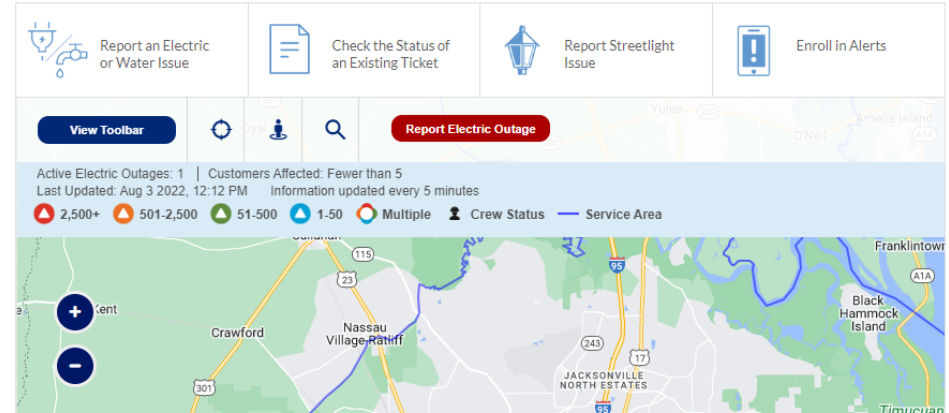 Report an Electric
or Water Issue
Check the Status of
an Existing Ticket
Report Streetlight
Issue
Enroll in Alerts
View Toolbar
Report Electric Outage
Yulee
200
Amelia Island
A1A
O'Neil
Active Electric Outages: 1 | Customers Affected: Fewer than 5
Last Updated: Aug 3 2022, 12:12 PM Information updated every 5 minutes
2,500+ 501-2,500 51-500 1-50 Multiple Crew Status Service Area
115
95
Franklintown
23
A1A
Kent
Black
Hammock
Island
Crawford
Nassau
Village-Ratliff
243
17
JACKSONVILLE
NORTH ESTATES
301
95